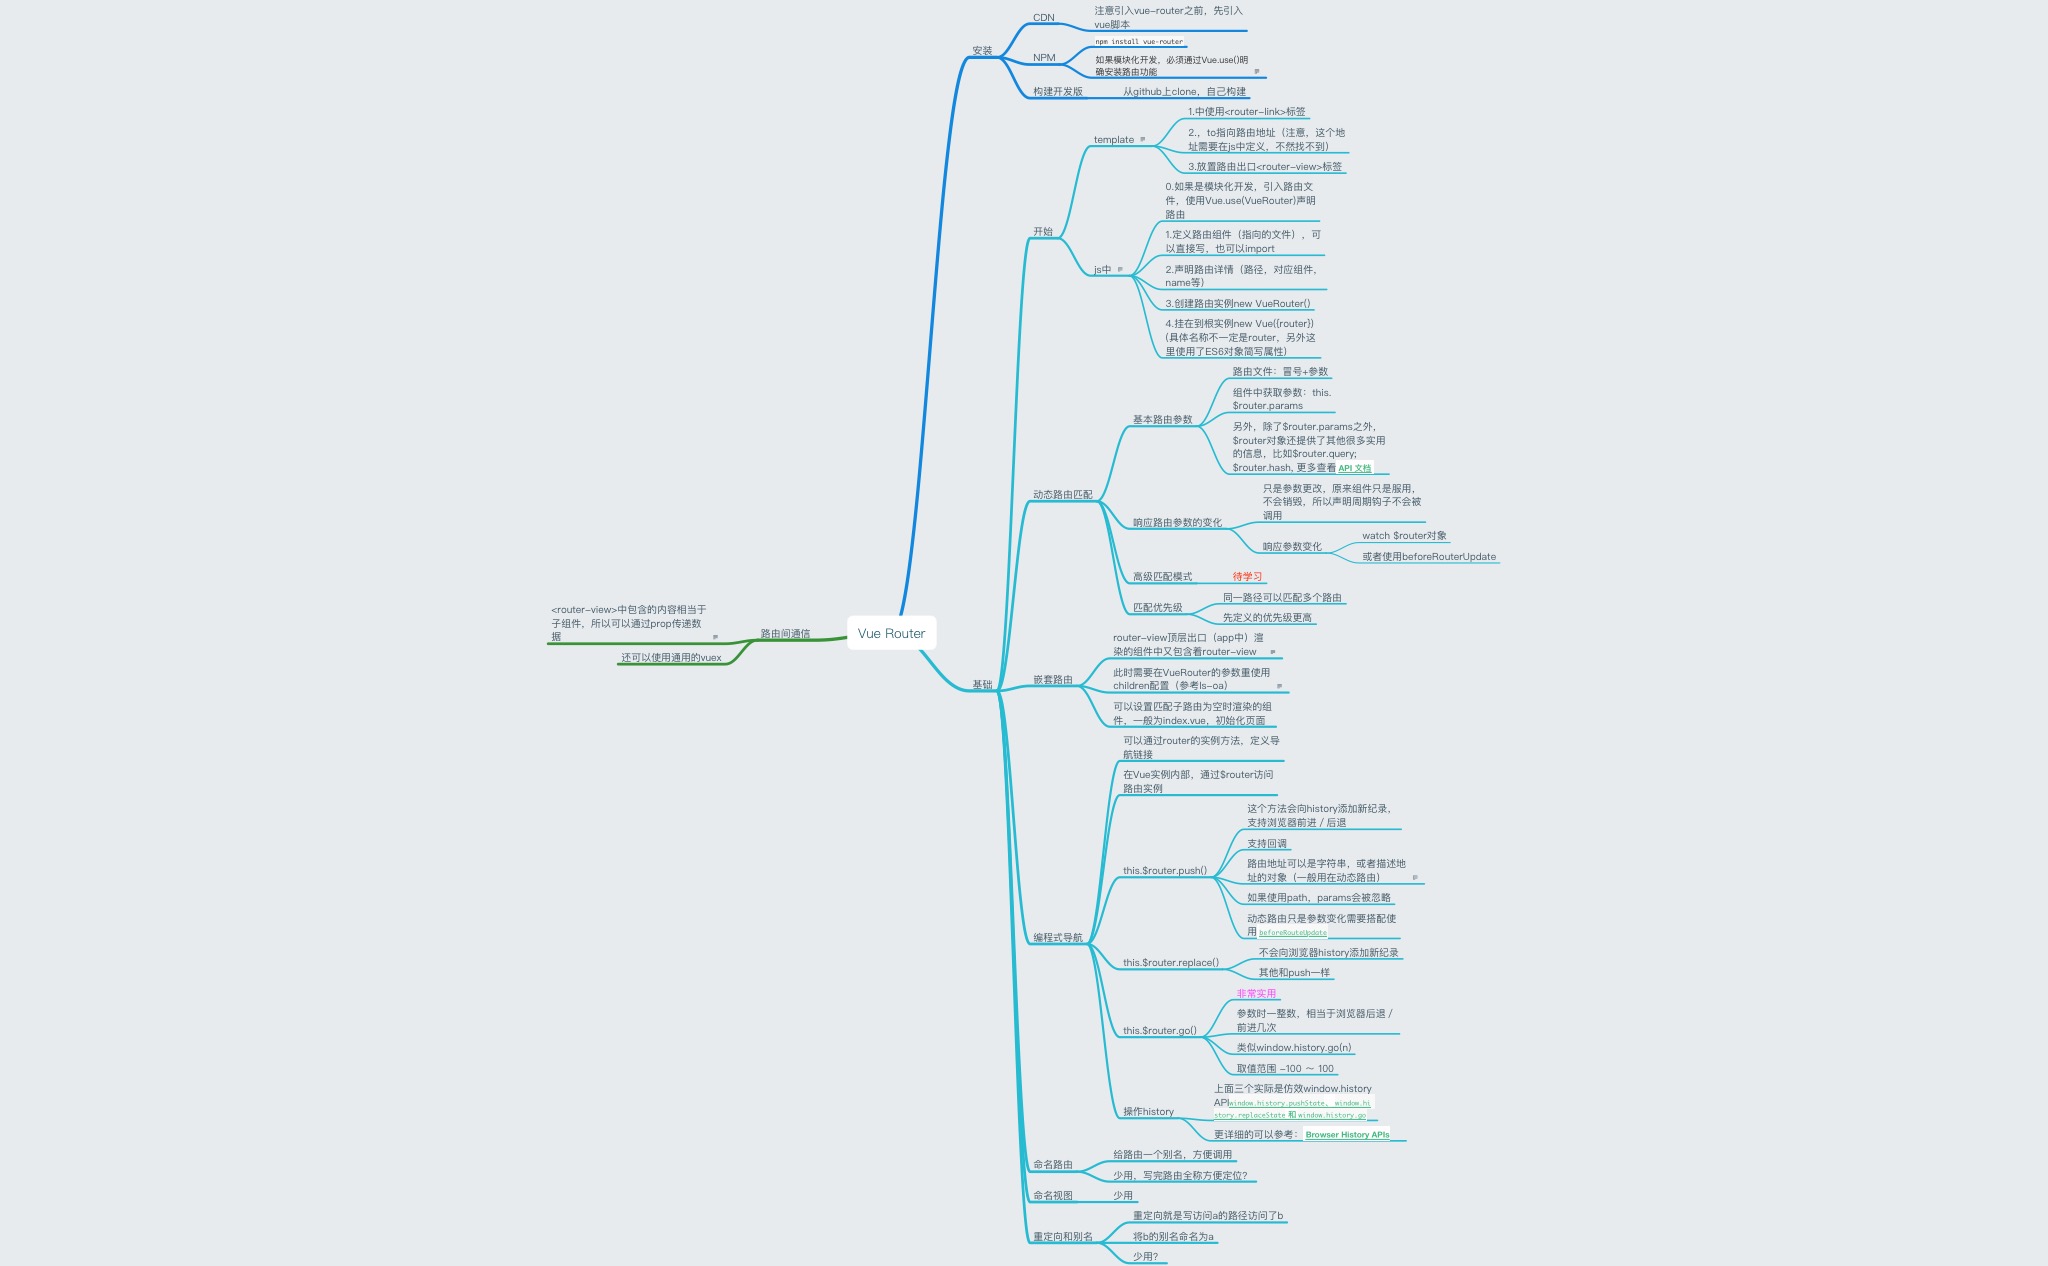 Vue Router
安装
CDN
注意引入vue-router之前，先引入
vue脚本
NPM
npm install vue-router
如果模块化开发，必须通过Vue.use()明
确安装路由功能
构建开发版
从github上clone，自己构建
基础
开始
template
1.中使用<router-link>标签
2.，to指向路由地址（注意，这个地
址需要在js中定义，不然找不到）
3.放置路由出口<router-view>标签
js中
0.如果是模块化开发，引入路由文
件，使用Vue.use(VueRouter)声明
路由
1.定义路由组件（指向的文件），可
以直接写，也可以import
2.声明路由详情（路径，对应组件，
name等）
3.创建路由实例new VueRouter()
4.挂在到根实例new Vue({router})
(具体名称不一定是router，另外这
里使用了ES6对象简写属性)
动态路由匹配
基本路由参数
路由文件：冒号+参数
组件中获取参数：this.
$router.params
另外，除了$router.params之外，
$router对象还提供了其他很多实用
的信息，比如$router.query;
$router.hash, 更多查看 API 文档
响应路由参数的变化
只是参数更改，原来组件只是服用，
不会销毁，所以声明周期钩子不会被
调用
响应参数变化
watch $router对象
或者使用beforeRouterUpdate
高级匹配模式
待学习
匹配优先级
同一路径可以匹配多个路由
先定义的优先级更高
嵌套路由
router-view顶层出口（app中）渲
染的组件中又包含着router-view
此时需要在VueRouter的参数重使用
children配置（参考ls-oa）
可以设置匹配子路由为空时渲染的组
件，一般为index.vue，初始化页面
编程式导航
可以通过router的实例方法，定义导
航链接
在Vue实例内部，通过$router访问
路由实例
this.$router.push()
这个方法会向history添加新纪录，
支持浏览器前进 / 后退
支持回调
路由地址可以是字符串，或者描述地
址的对象（一般用在动态路由）
如果使用path，params会被忽略
动态路由只是参数变化需要搭配使
用 beforeRouteUpdate
this.$router.replace()
不会向浏览器history添加新纪录
其他和push一样
this.$router.go()
非常实用
参数时一整数，相当于浏览器后退 /
前进几次
类似window.history.go(n)
取值范围 -100 ～ 100
操作history
上面三个实际是仿效window.history
APIwindow.history.pushState、 window.hi
story.replaceState 和 window.history.go
更详细的可以参考： Browser History APIs
命名路由
给路由一个别名，方便调用
少用，写完路由全称方便定位？
命名视图
少用
重定向和别名
重定向就是写访问a的路径访问了b
将b的别名命名为a
少用？
路由间通信
<router-view>中包含的内容相当于
子组件，所以可以通过prop传递数
据
还可以使用通用的vuex